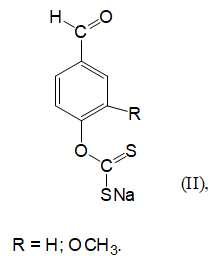 H O
C
R
O S
C
SNa
(II),
R = H; OCH₃.